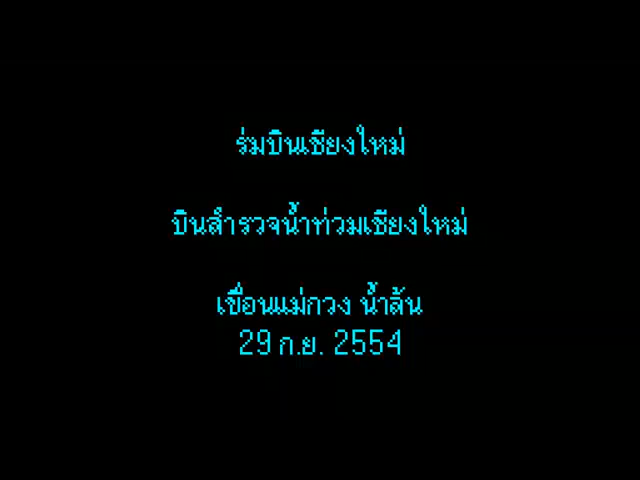 ร่มบินเชียงใหม่
บินสำรวจน้ำท่วมเชียงใหม่
เขื่อนแม่กวง น้ำล้น
29 ก.ย. 2554